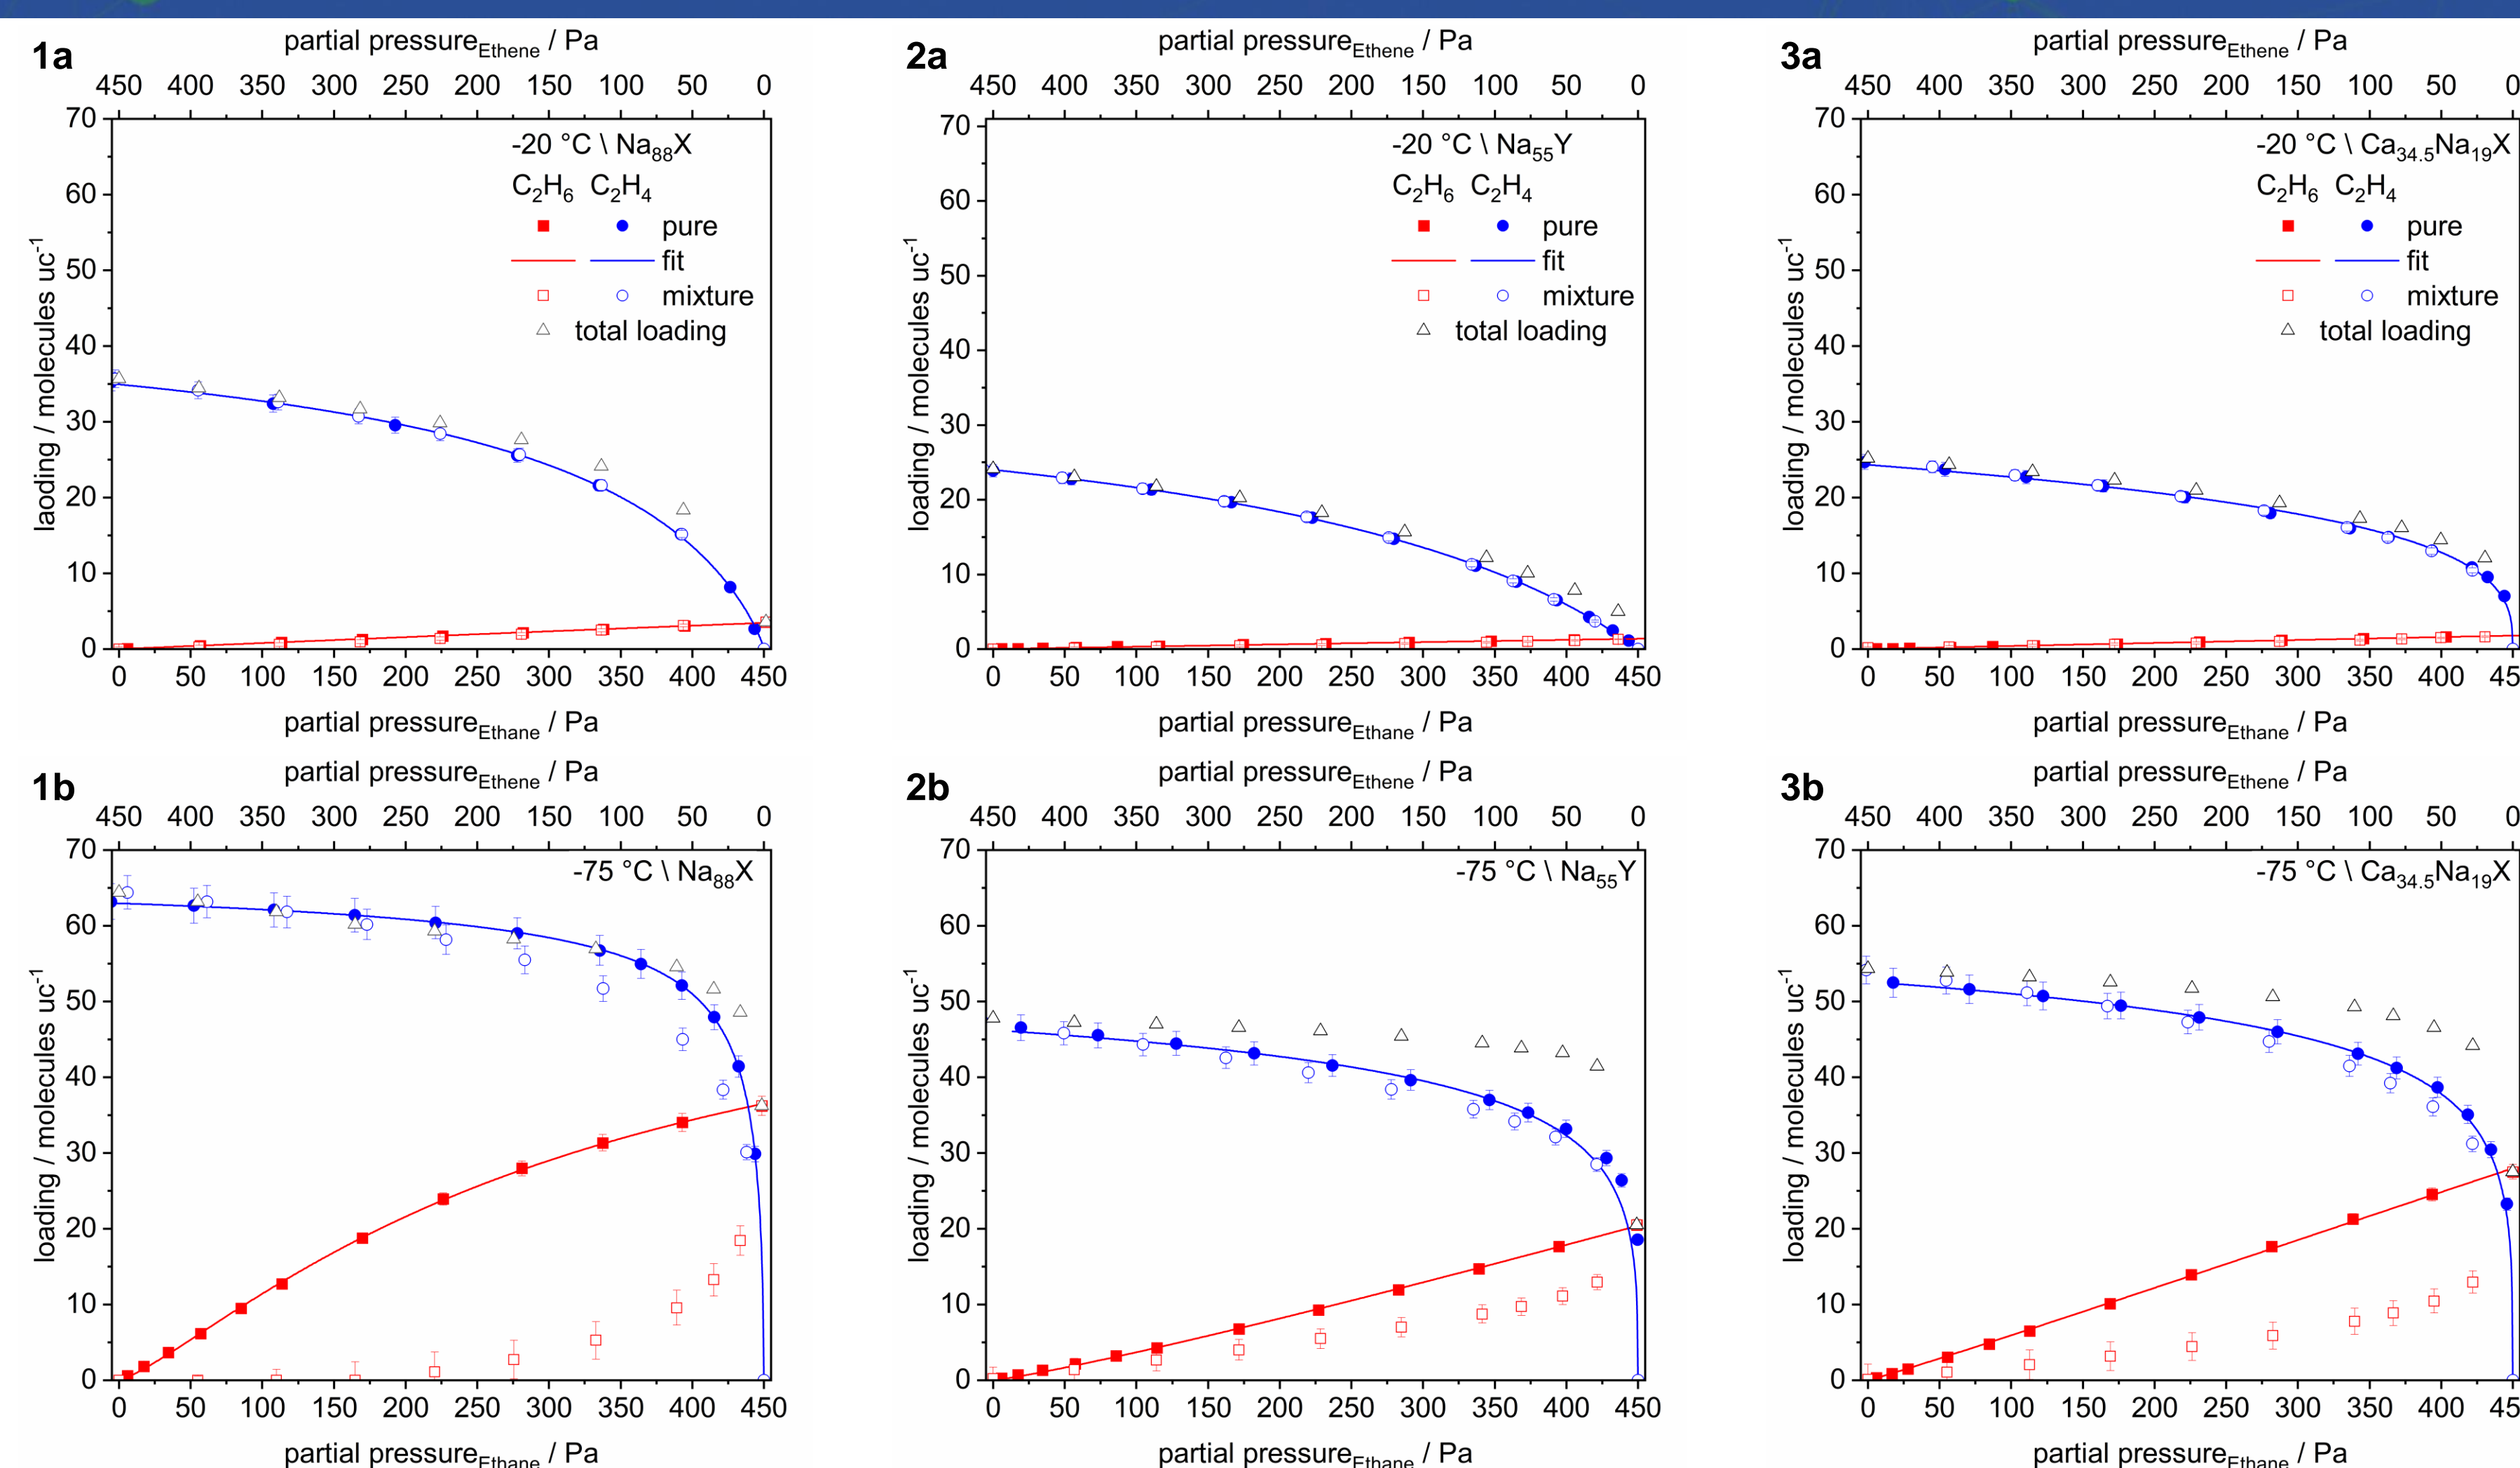 1a
partial pressureEthene / Pa
450 400 350 300 250 200 150 100 50 0
70
60
50
40
30
20
10
0
laoding / molecules uc-1
-20 °C \ Na88X
C2H6 C2H4
pure
fit
mixture
total loading
0 50 100 150 200 250 300 350 400 450
partial pressureEthane / Pa
2a
partial pressureEthene / Pa
450 400 350 300 250 200 150 100 50 0
70
60
50
40
30
20
10
0
loading / molecules uc-1
-20 °C \ Na55Y
C2H6 C2H4
pure
fit
mixture
total loading
0 50 100 150 200 250 300 350 400 450
partial pressureEthane / Pa
3a
partial pressureEthene / Pa
450 400 350 300 250 200 150 100 50 0
70
60
50
40
30
20
10
0
loading / molecules uc-1
-20 °C \ Ca34.5Na19X
C2H6 C2H4
pure
fit
mixture
total loading
0 50 100 150 200 250 300 350 400 45
partial pressureEthane / Pa
1b
partial pressureEthene / Pa
450 400 350 300 250 200 150 100 50 0
70
60
50
40
30
20
10
0
loading / molecules uc-1
-75 °C \ Na88X
0 50 100 150 200 250 300 350 400 450
partial pressureEthane / Pa
2b
partial pressureEthene / Pa
450 400 350 300 250 200 150 100 50 0
70
60
50
40
30
20
10
0
loading / molecules uc-1
-75 °C \ Na55Y
0 50 100 150 200 250 300 350 400 450
partial pressureEthane / Pa
3b
partial pressureEthene / Pa
450 400 350 300 250 200 150 100 50 0
70
60
50
40
30
20
10
0
loading / molecules uc-1
-75 °C \ Ca34.5Na19X
0 50 100 150 200 250 300 350 400 45
partial pressureEthane / Pa